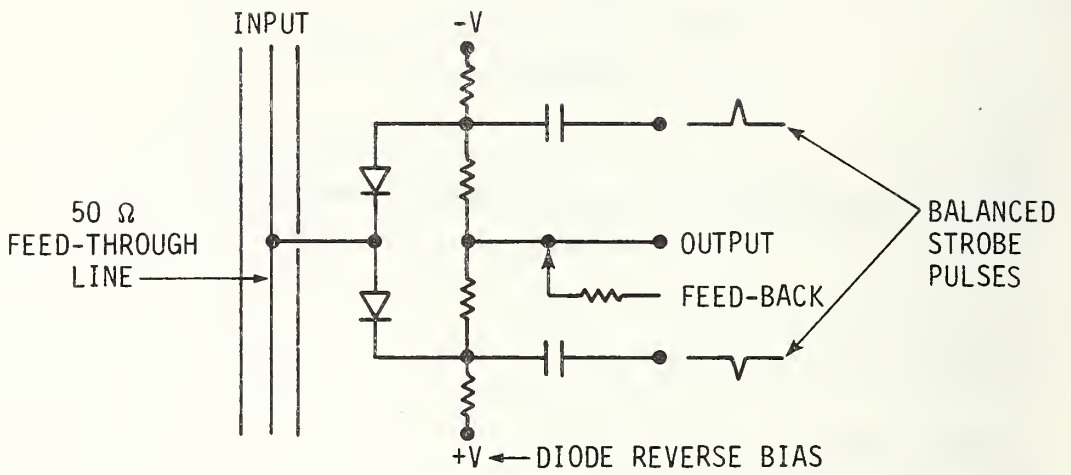 INPUT
-V
50 Ω
FEED-THROUGH
LINE
OUTPUT
FEED-BACK
BALANCED
STROBE
PULSES
+V
DIODE REVERSE BIAS